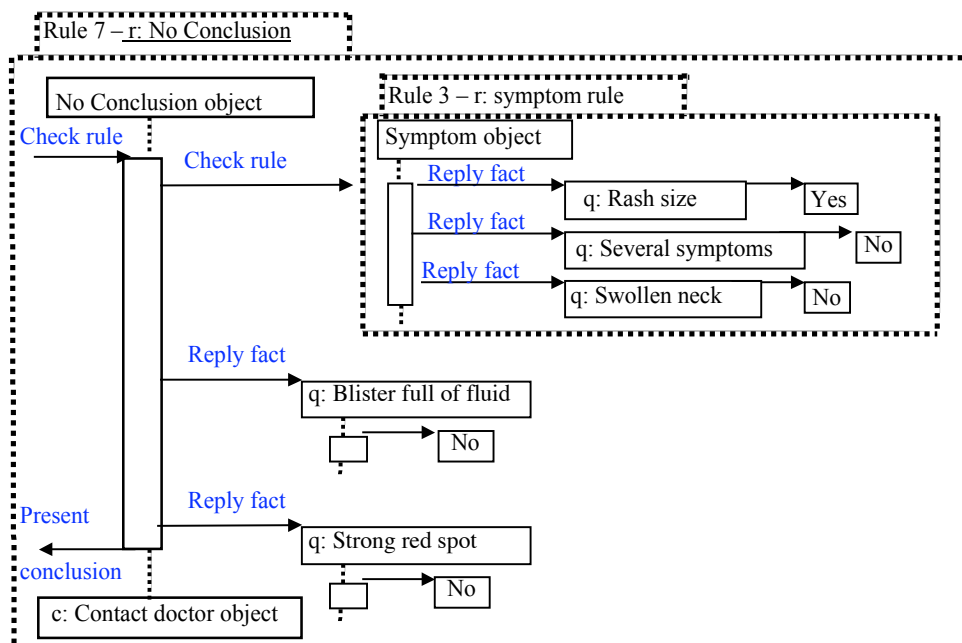 Rule 7 – r: No Conclusion
No Conclusion object
Rule 3 – r: symptom rule
Check rule
Check rule
Symptom object
Reply fact
q: Rash size
Yes
Reply fact
q: Several symptoms
No
Reply fact
q: Swollen neck
No
Reply fact
q: Blister full of fluid
No
Reply fact
Present
conclusion
q: Strong red spot
No
c: Contact doctor object